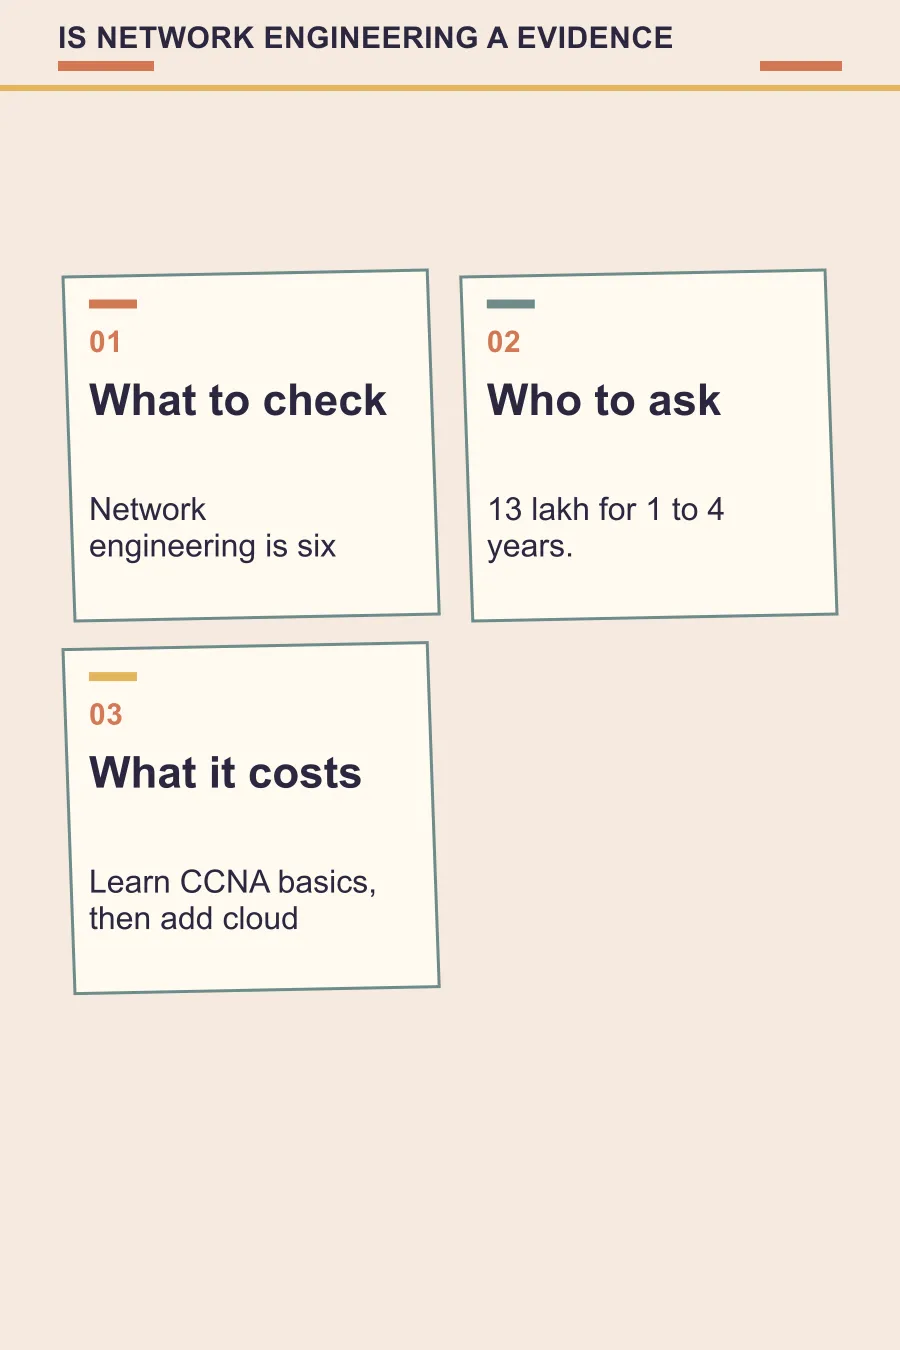 IS NETWORK ENGINEERING A EVIDENCE
01
What to check
Network
engineering is six
02
Who to ask
13 lakh for 1 to 4
years.
03
What it costs
Learn CCNA basics,
then add cloud